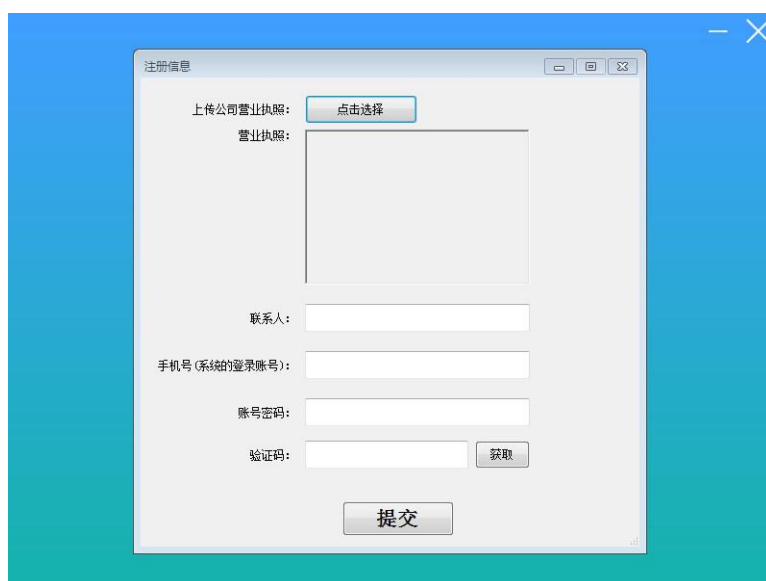 注册信息
上传公司营业执照： 点击选择
营业执照：
联系人：
手机号(系统的登录账号)：
账号密码：
验证码： 获取
提交